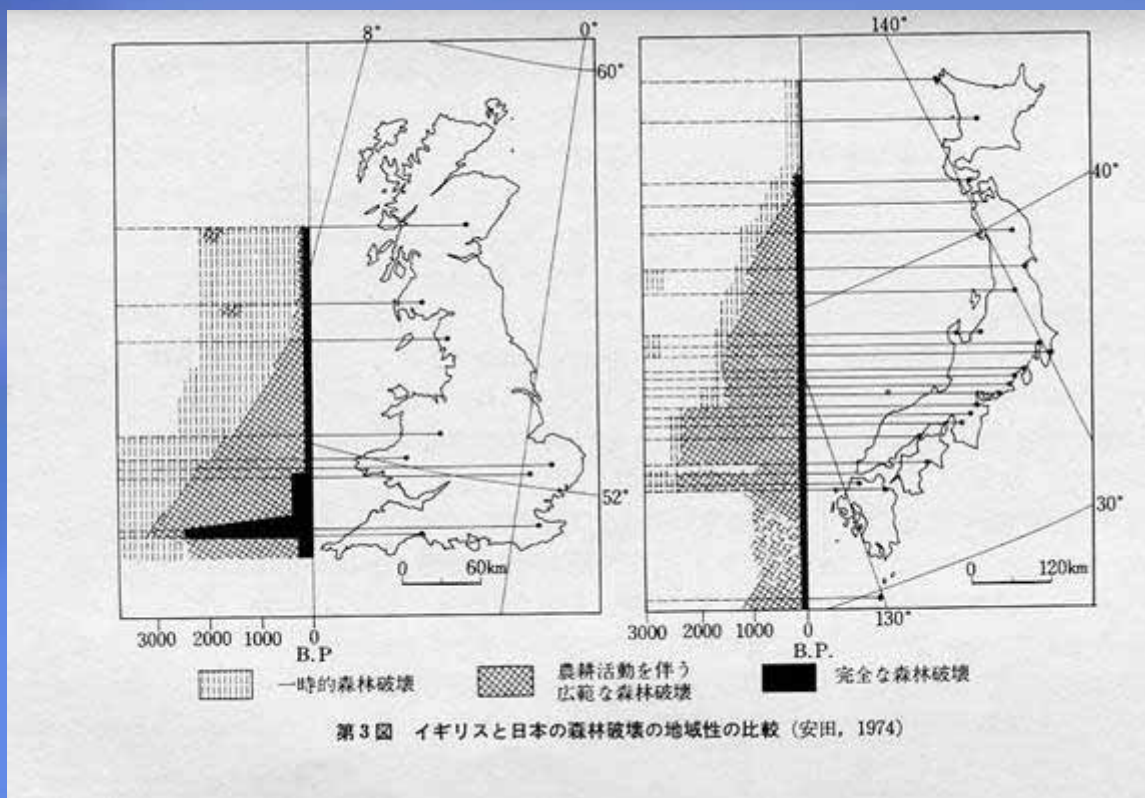 8°
0°
60°
52°
0 60km
3000 2000 1000 0
B.P
140°
40°
30°
130°
0 120km
3000 2000 1000 0
B.P.
一時的森林破壊
農耕活動を伴う
広範な森林破壊
完全な森林破壊
第3図 イギリスと日本の森林破壊の地域性の比較 (安田, 1974)